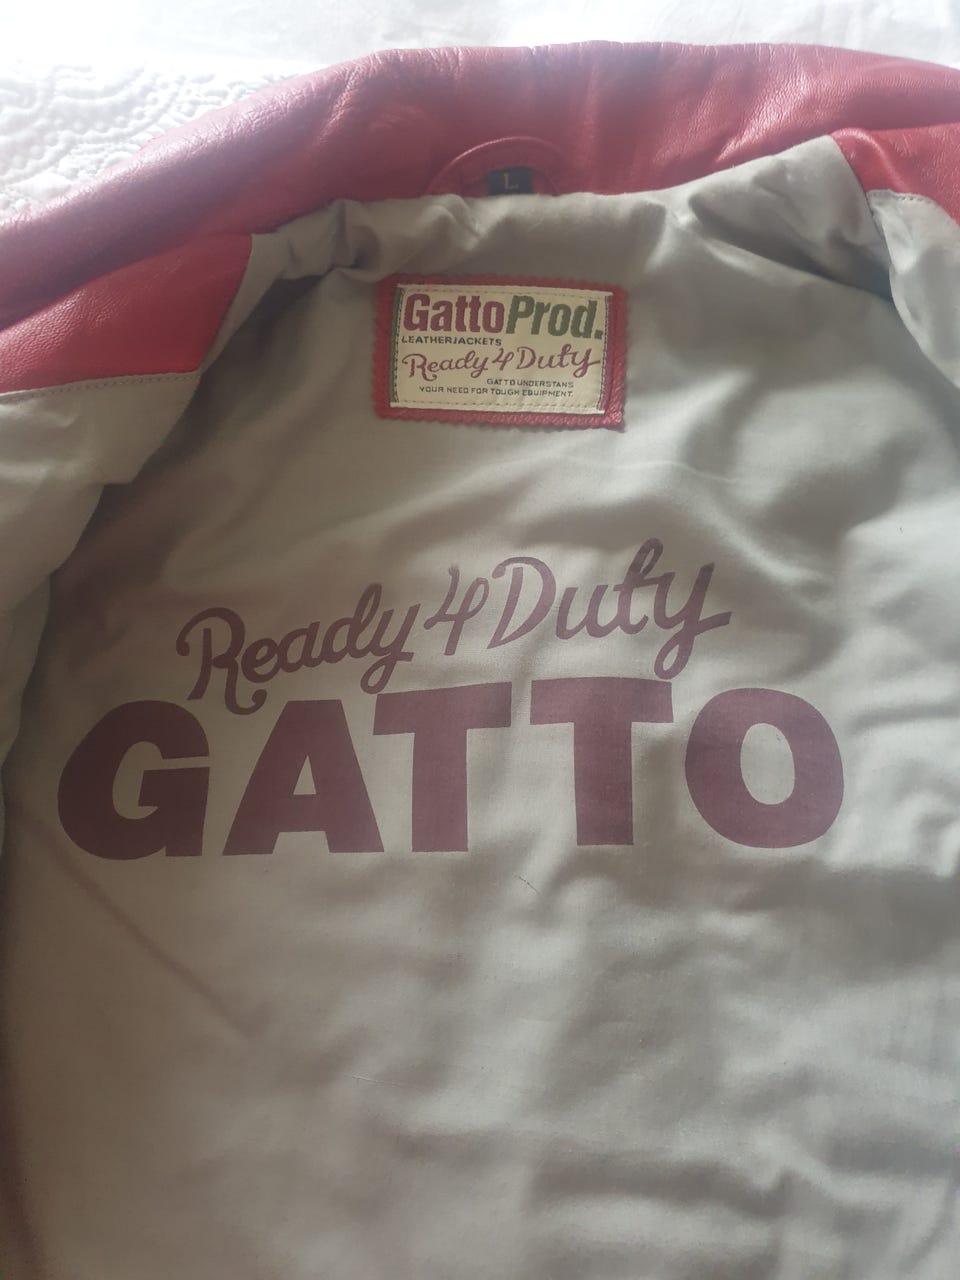 L
GattoProd.
LEATHERJACKETS
Ready 4 Duty
GATTO UNDERSTANS
YOUR NEED FOR TOUGH EQUIPMENT.
Ready 4 Duty
GATTO